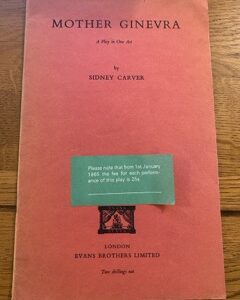 MOTHER GINEVRA
A Play in One Act
by
SIDNEY CARVER
Please note that from 1st January
1965 the fee for each perform-
ance of this play is 25s.
LONDON
EVANS BROTHERS LIMITED
Two shillings net